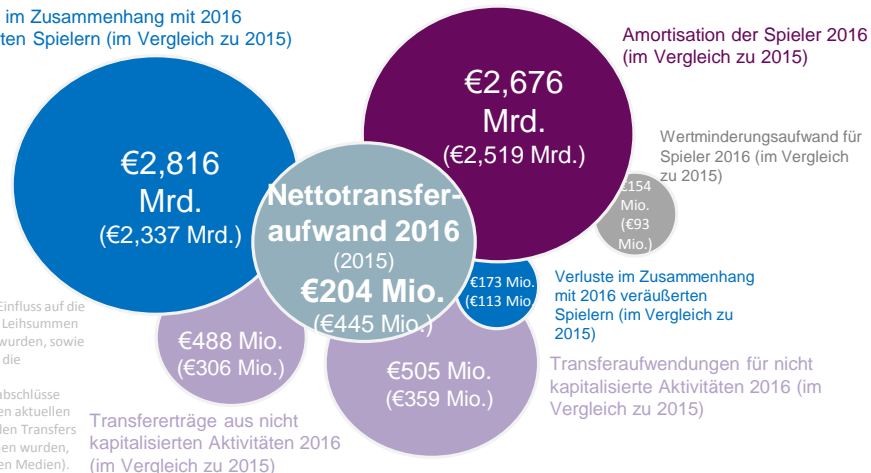 im Zusammenhang mit 2016
ten Spielern (im Vergleich zu 2015)
Amortisation der Spieler 2016
(im Vergleich zu 2015)
€2,676
Mrd.
(€2,519 Mrd.)
Wertminderungsaufwand für
Spieler 2016 (im Vergleich
zu 2015)
€154
Mio.
(€93
Mio.)
€2,816
Mrd.
(€2,337 Mrd.)
Nettotransfer-
aufwand 2016
(2015)
€204 Mio.
(€445 Mio.)
€173 Mio.
(€113 Mio.
Verluste im Zusammenhang
mit 2016 veräußerten
Spielern (im Vergleich zu
2015)
Einfluss auf die
Leihsummen
wurden, sowie
die
abschlüsse
en aktuellen
den Transfers
en wurden,
en Medien).
€488 Mio.
(€306 Mio.)
€505 Mio.
(€359 Mio.)
Transferaufwendungen für nicht
kapitalisierte Aktivitäten 2016 (im
Vergleich zu 2015)
Transfererträge aus nicht
kapitalisierten Aktivitäten 2016
(im Vergleich zu 2015)